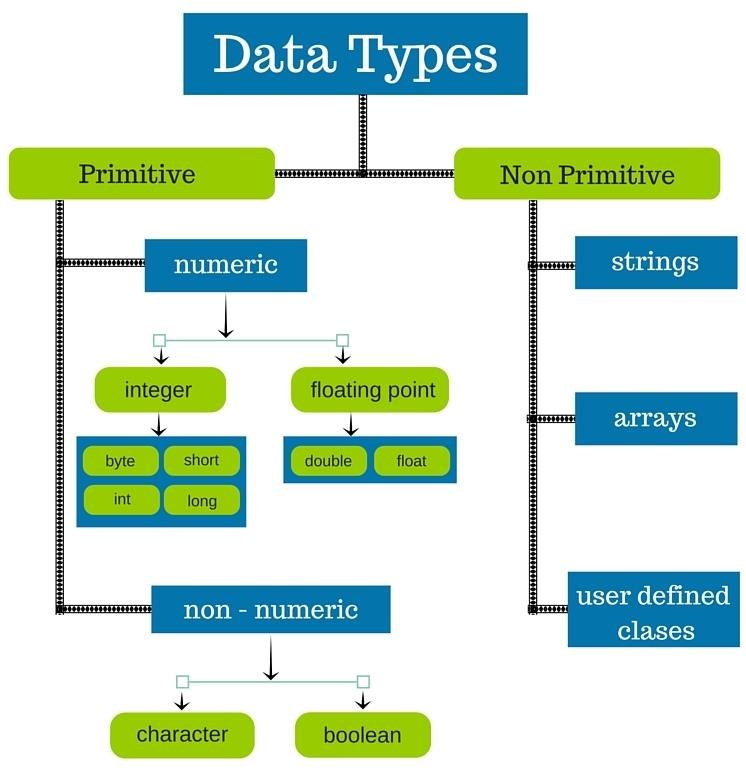 Data Types
Primitive
Non Primitive
numeric
strings
integer
floating point
arrays
byte
short
double
float
int
long
non - numeric
user defined
clases
character
boolean